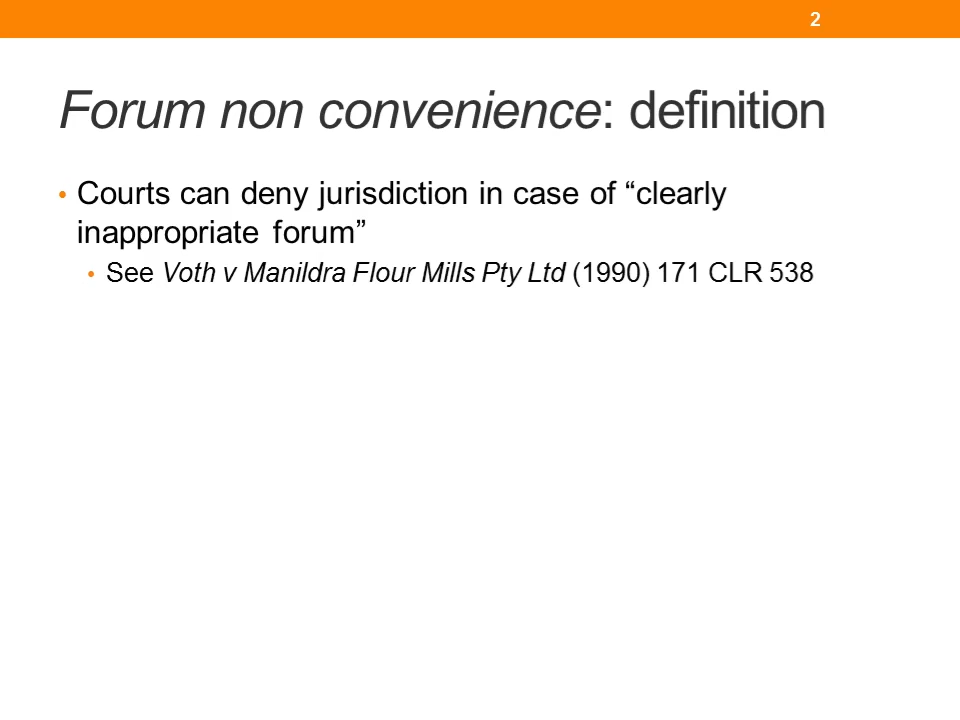 2
Forum non convenience: definition
• Courts can deny jurisdiction in case of “clearly
inappropriate forum”
• See Voth v Manildra Flour Mills Pty Ltd (1990) 171 CLR 538